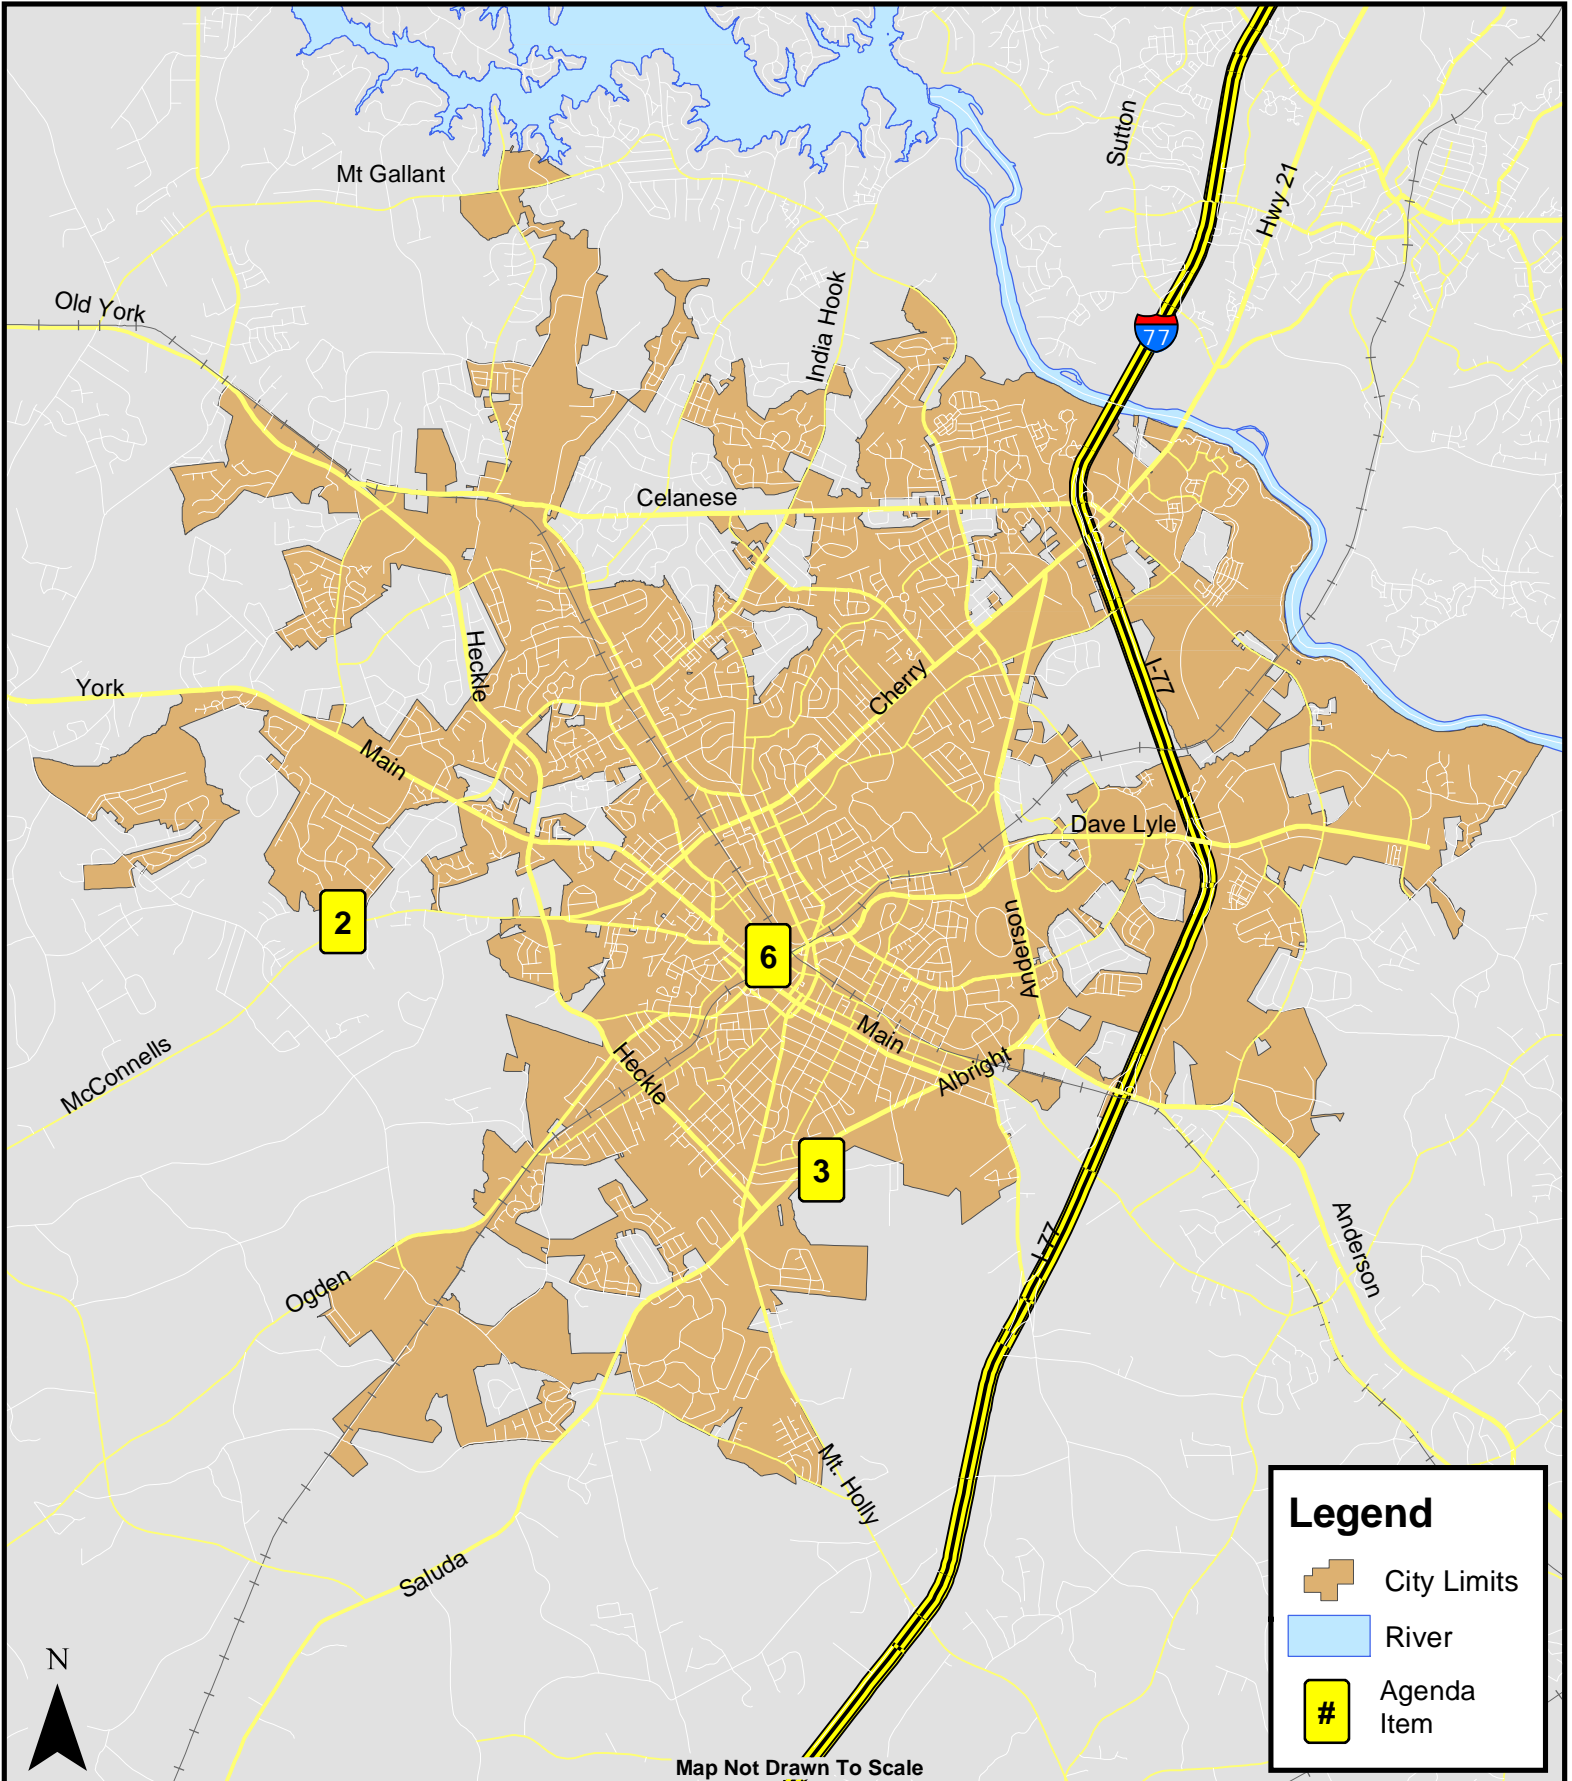 Sutton
Mt Gallant
Hwy 21
Old York
India Hook
77
Celanese
Heckle
York
Cherry
I-77
Main
Dave Lyle
2
6
Anderson
Main
Heckle
Albright
McConnells
3
Anderson
I-77
Ogden
Mt. Holly
Saluda
Legend
City Limits
River
#
Agenda
Item
N
Map Not Drawn To Scale